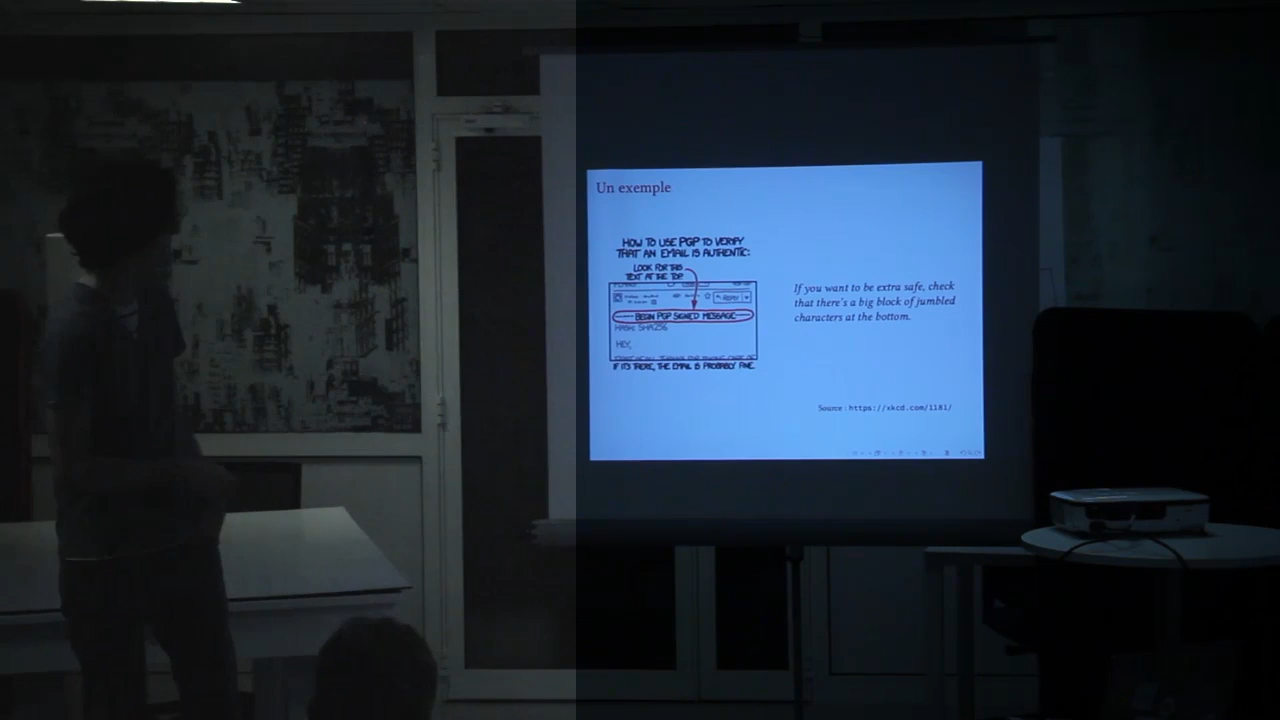 Un exemple
HOW TO USE PGP TO VERIFY
THAT AN EMAIL IS AUTHENTIC:
LOOK FOR THIS
TEXT AT THE TOP.
REPLY
BEGIN PGP SIGNED MESSAGE
HASH: SHA256
HEY,
IF IT'S THERE, THE EMAIL IS PROBABLY FINE.
If you want to be extra safe, check
that there's a big block of jumbled
characters at the bottom.
Source : https://xkcd.com/1181/